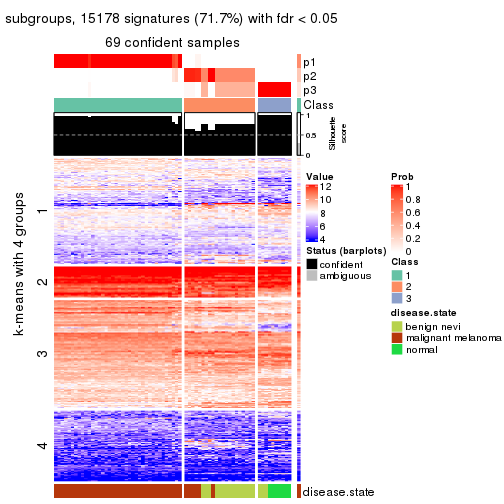 subgroups, 15178 signatures (71.7%) with fdr < 0.05
69 confident samples
p1
p2
p3
Class
1
0.5
0
Silhouette
score
k-means with 4 groups
1
2
3
4
disease.state
Value
12
10
8
6
4
Status (barplots)
confident
ambiguous
Prob
1
0.8
0.6
0.4
0.2
0
Class
1
2
3
disease.state
benign nevi
malignant melanoma
normal